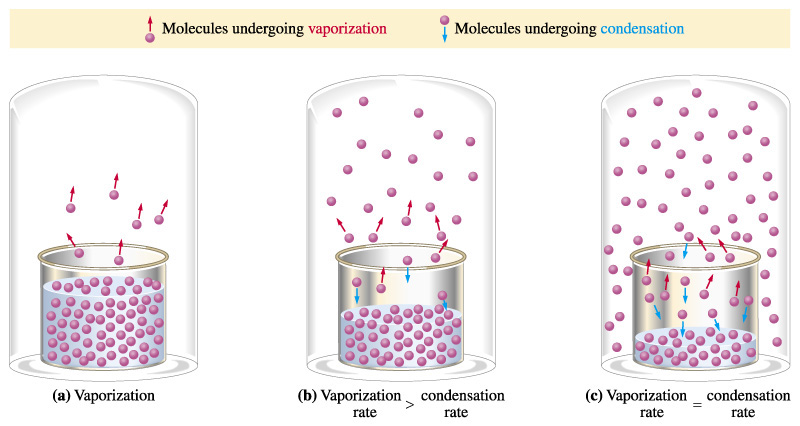 Molecules undergoing vaporization
Molecules undergoing condensation
(a) Vaporization
(b) Vaporization rate > condensation rate
(c) Vaporization rate = condensation rate